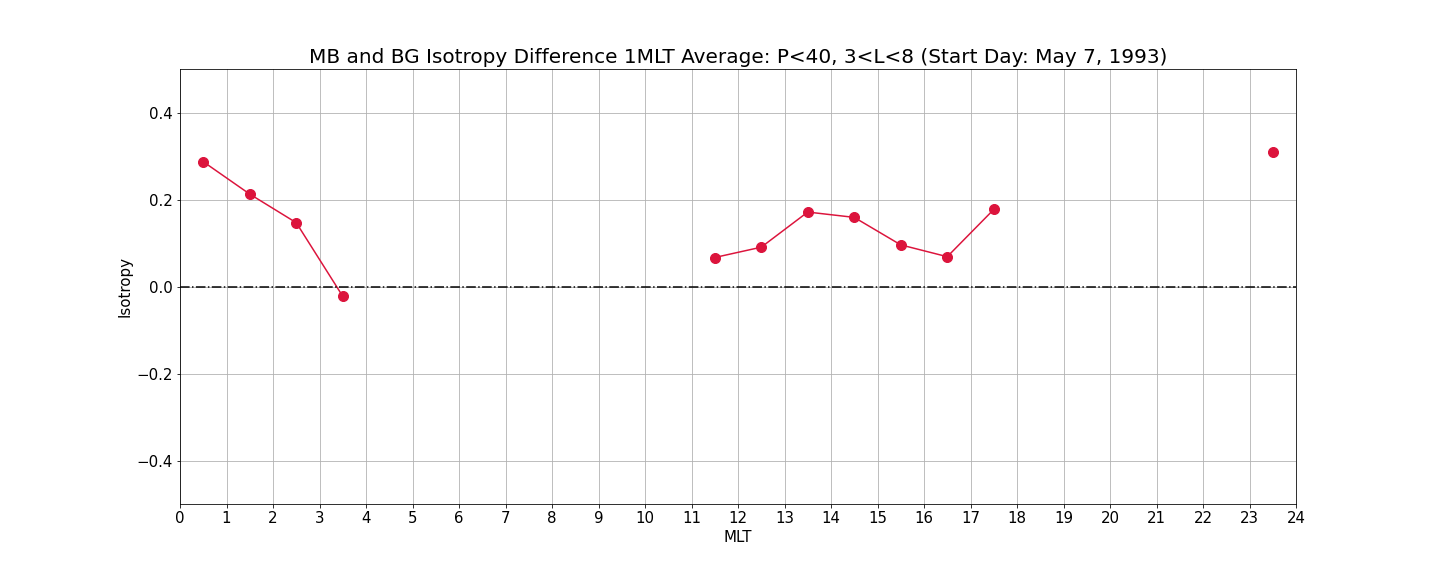 MB and BG Isotropy Difference 1MLT Average: P<40, 3<L<8 (Start Day: May 7, 1993)
0.4
0.2
0.0
−0.2
−0.4
Isotropy
0 1 2 3 4 5 6 7 8 9 10 11 12 13 14 15 16 17 18 19 20 21 22 23 24
MLT